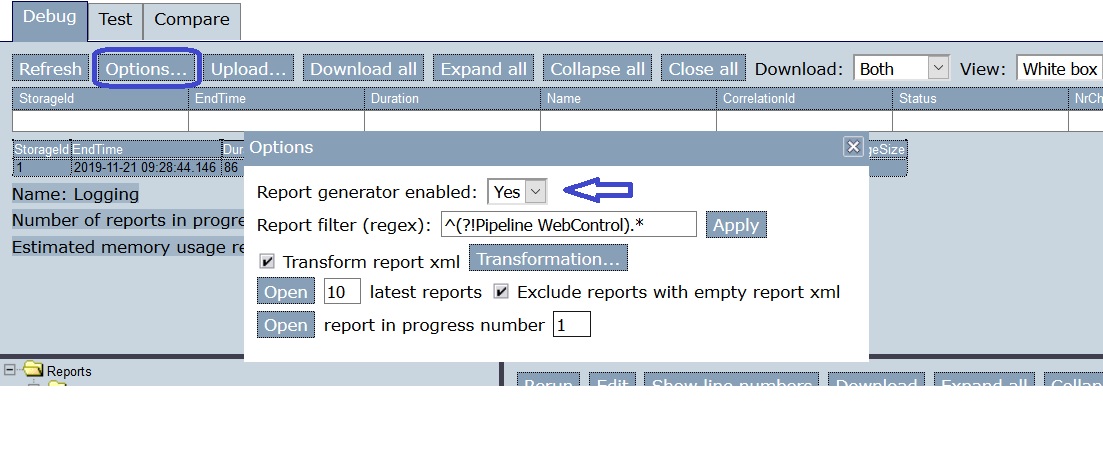 Debug Test Compare
Refresh Options... Upload... Download all Expand all Collapse all Close all Download: Both View: White box
StorageId EndTime Duration Name CorrelationId Status NrCh
StorageId EndTime Dur geSize
1 2019-11-21 09:28:44.146 86
Options
Name: Logging
Report generator enabled: Yes
Number of reports in progre
Report filter (regex): ^(?!Pipeline WebControl).* Apply
Estimated memory usage re
Transform report xml Transformation...
Open 10 latest reports Exclude reports with empty report xml
Open report in progress number 1
Reports
Rerun Edit Show line numbers Download Expand all Collap